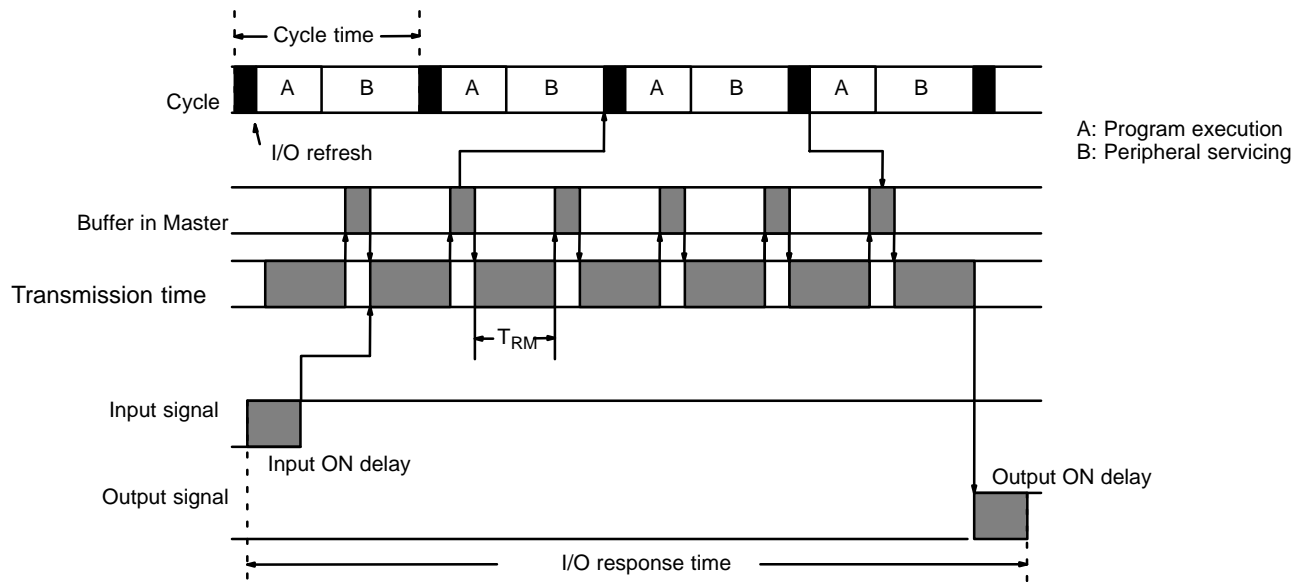 Cycle time
A B A B A B A B
Cycle
I/O refresh
A: Program execution
B: Peripheral servicing
Buffer in Master
Transmission time
TRM
Input signal
Input ON delay
Output ON delay
Output signal
I/O response time